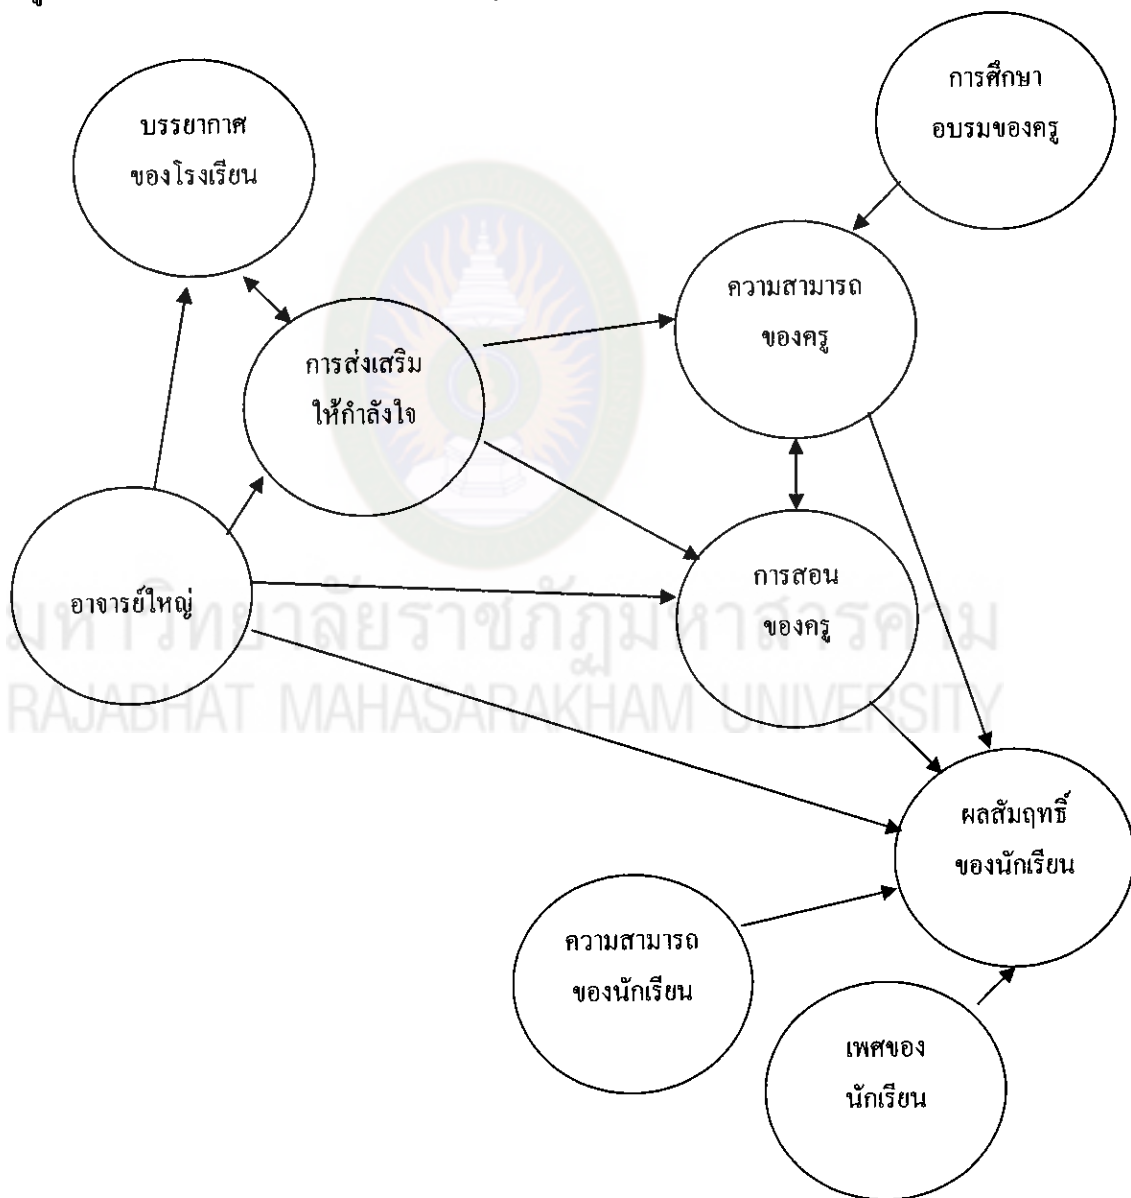 การศึกษา
อบรมของครู
บรรยากาศ
ของโรงเรียน
ความสามารถ
ของครู
การส่งเสริม
ให้กำลังใจ
การสอน
ของครู
อาจารย์ใหญ่
มหาวิทยาลัยราชภัฏมหาสารคาม
RAJABHAT MAHASARAKHAM UNIVERSITY
ผลสัมฤทธิ์
ของนักเรียน
ความสามารถ
ของนักเรียน
เพศของ
นักเรียน